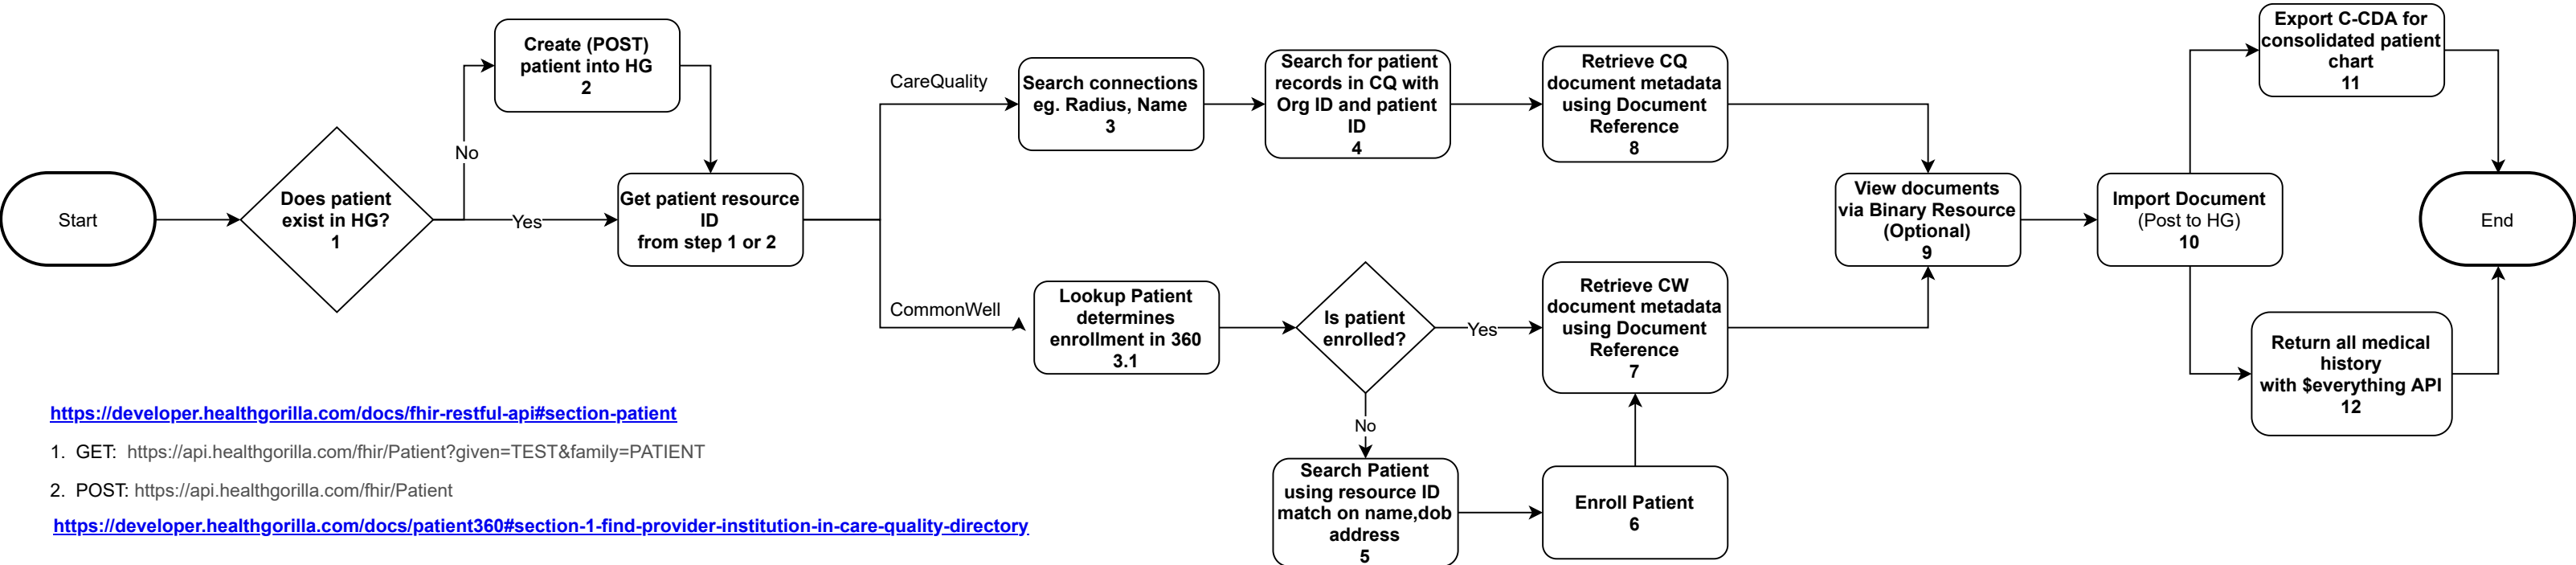 Start
Does patient
exist in HG?
1
No
Yes
Create (POST)
patient into HG
2
Get patient resource
ID
from step 1 or 2
CareQuality
Search connections
eg. Radius, Name
3
Search for patient
records in CQ with
Org ID and patient
ID
4
Retrieve CQ
document metadata
using Document
Reference
8
CommonWell
Lookup Patient
determines
enrollment in 360
3.1
Is patient
enrolled?
Yes
No
Retrieve CW
document metadata
using Document
Reference
7
Search Patient
using resource ID
match on name,dob
address
5
Enroll Patient
6
View documents
via Binary Resource
(Optional)
9
Import Document
(Post to HG)
10
Export C-CDA for
consolidated patient
chart
11
Return all medical
history
with $everything API
12
End
https://developer.healthgorilla.com/docs/fhir-restful-api#section-patient
1. GET: https://api.healthgorilla.com/fhir/Patient?given=TEST&family=PATIENT
2. POST: https://api.healthgorilla.com/fhir/Patient
https://developer.healthgorilla.com/docs/patient360#section-1-find-provider-institution-in-care-quality-directory